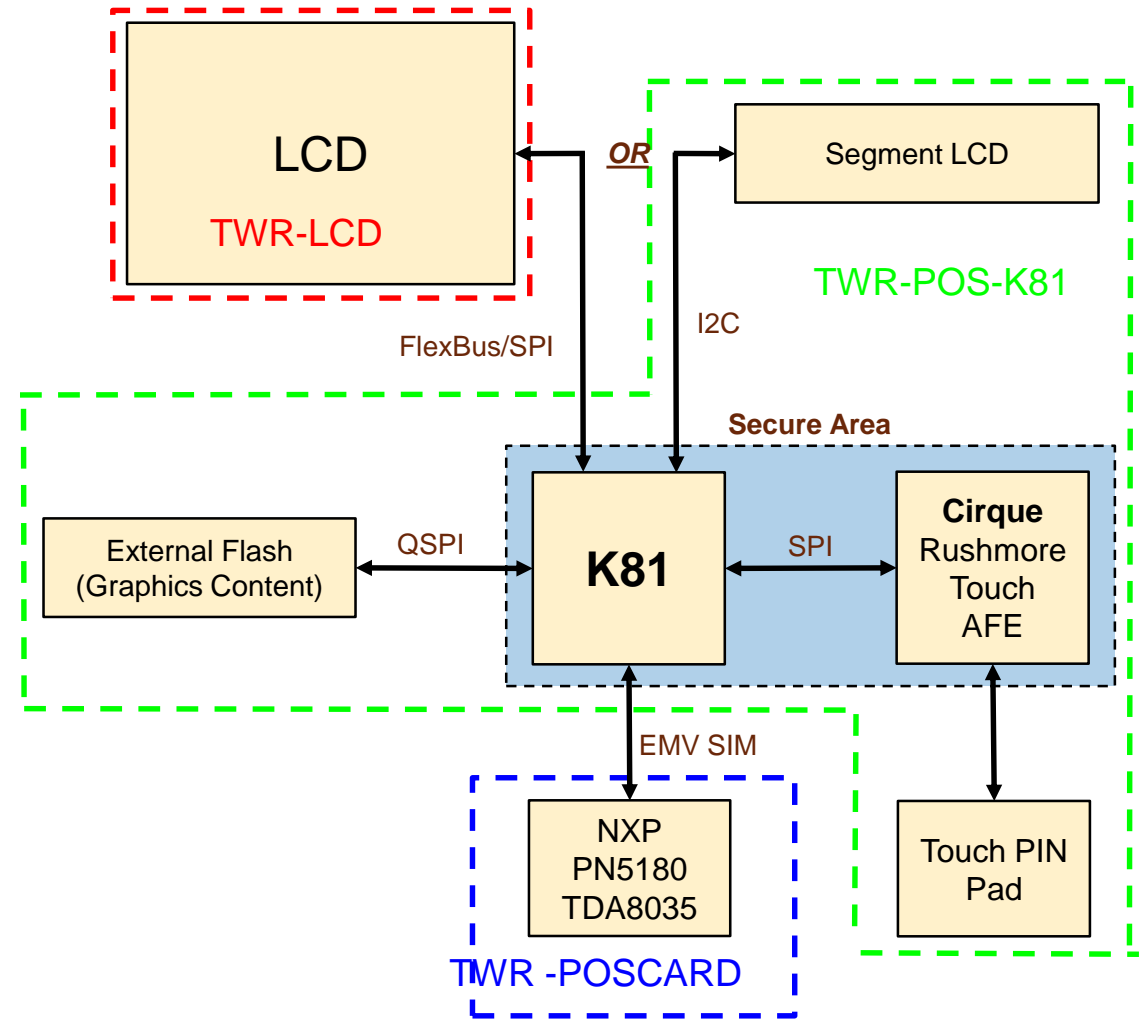 LCD
TWR-LCD
OR
Segment LCD
TWR-POS-K81
FlexBus/SPI
I2C
Secure Area
External Flash
(Graphics Content)
QSPI
K81
SPI
Cirque
Rushmore
Touch
AFE
EMV SIM
NXP
PN5180
TDA8035
TWR -POSCARD
Touch PIN
Pad